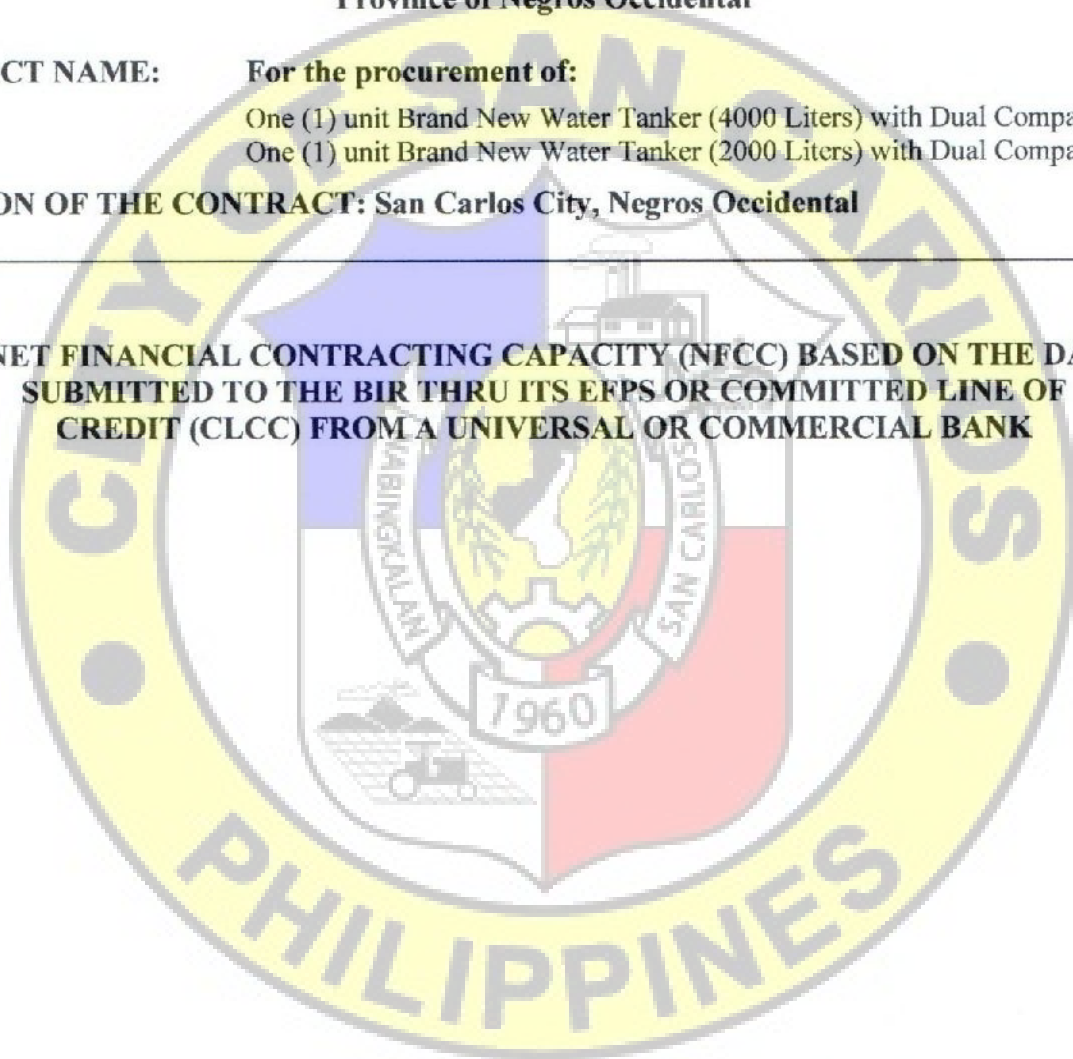 Province of Negros Occidental
CT NAME: For the procurement of:
One (1) unit Brand New Water Tanker (4000 Liters) with Dual Compa
One (1) unit Brand New Water Tanker (2000 Liters) with Dual Compa
ON OF THE CONTRACT: San Carlos City, Negros Occidental
NET FINANCIAL CONTRACTING CAPACITY (NFCC) BASED ON THE DA
SUBMITTED TO THE BIR THRU ITS EFPS OR COMMITTED LINE OF
CREDIT (CLCC) FROM A UNIVERSAL OR COMMERCIAL BANK
CITY OF SAN CARLOS
NABINGKALAN
SAN CARLOS
1960
PHILIPPINES